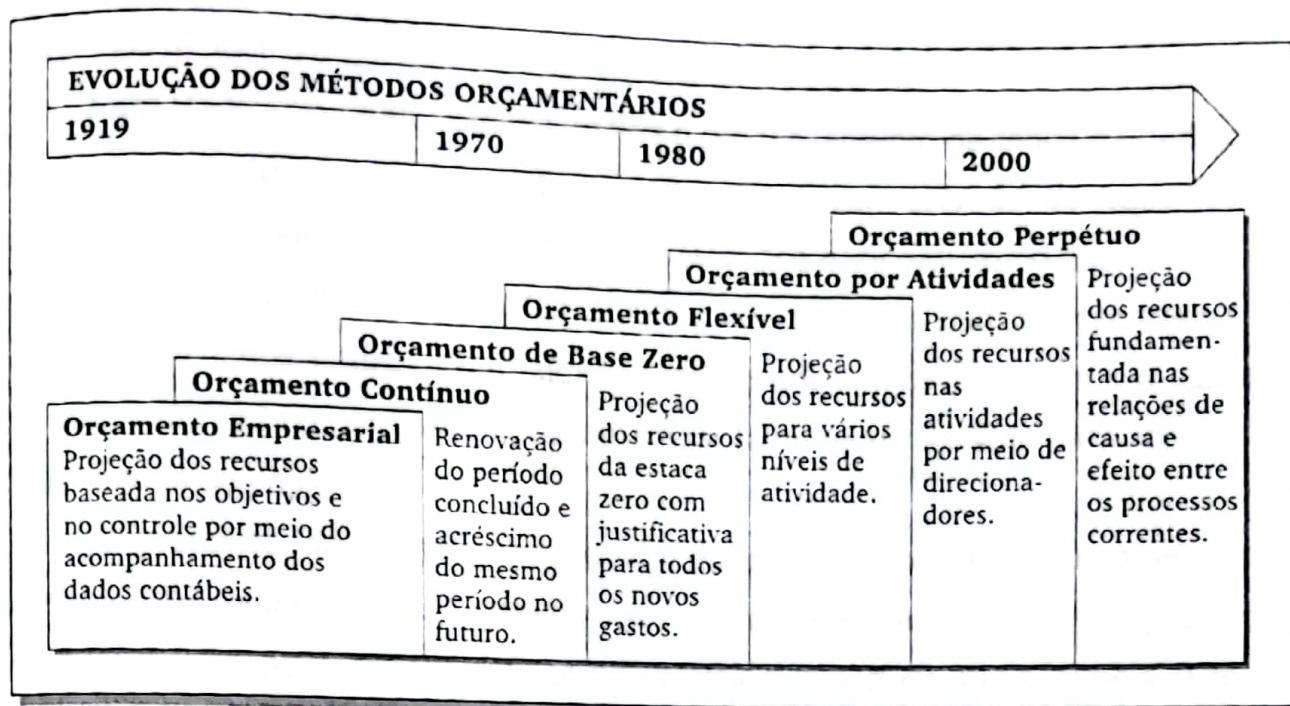 EVOLUÇÃO DOS MÉTODOS ORÇAMENTÁRIOS
1919
1970
1980
2000
Orçamento Empresarial
Projeção dos recursos
baseada nos objetivos e
no controle por meio do
acompanhamento dos
dados contábeis.
Orçamento Contínuo
Renovação
do período
concluído e
acréscimo
do mesmo
período no
futuro.
Orçamento de Base Zero
Projeção
dos recursos
da estaca
zero com
justificativa
para todos
os novos
gastos.
Orçamento Flexível
Projeção
dos recursos
para vários
níveis de
atividade.
Orçamento por Atividades
Projeção
dos recursos
nas
atividades
por meio de
direciona-
dores.
Orçamento Perpétuo
Projeção
dos recursos
fundamen-
tada nas
relações de
causa e
efeito entre
os processos
correntes.